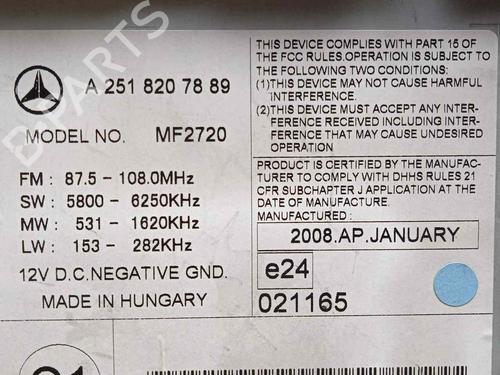 A 251 820 78 89
MODEL NO. MF2720
FM : 87.5 - 108.0MHz
SW : 5800 - 6250KHz
MW : 531 - 1620KHz
LW : 153 - 282KHz
12V D.C.NEGATIVE GND.
MADE IN HUNGARY
THIS DEVICE COMPLIES WITH PART 15 OF
THE FCC RULES.OPERATION IS SUBJECT TO
THE FOLLOWING TWO CONDITIONS:
(1)THIS DEVICE MAY NOT CAUSE HARMFUL
INTERFERENCE.
(2)THIS DEVICE MUST ACCEPT ANY INTER-
FERENCE RECEIVED INCLUDING INTERFER-
ENCE THAT MAY CAUSE UNDESIRED
OPERATION
PRODUCT IS CERTIFIED BY THE MANUFAC-
TURER TO COMPLY WITH DHHS RULES 21
CFR SUBCHAPTER J APPLICATION AT THE
DATE OF MANUFACTURE.
MANUFACTURED:
2008.AP.JANUARY
e24
021165
B PARTS